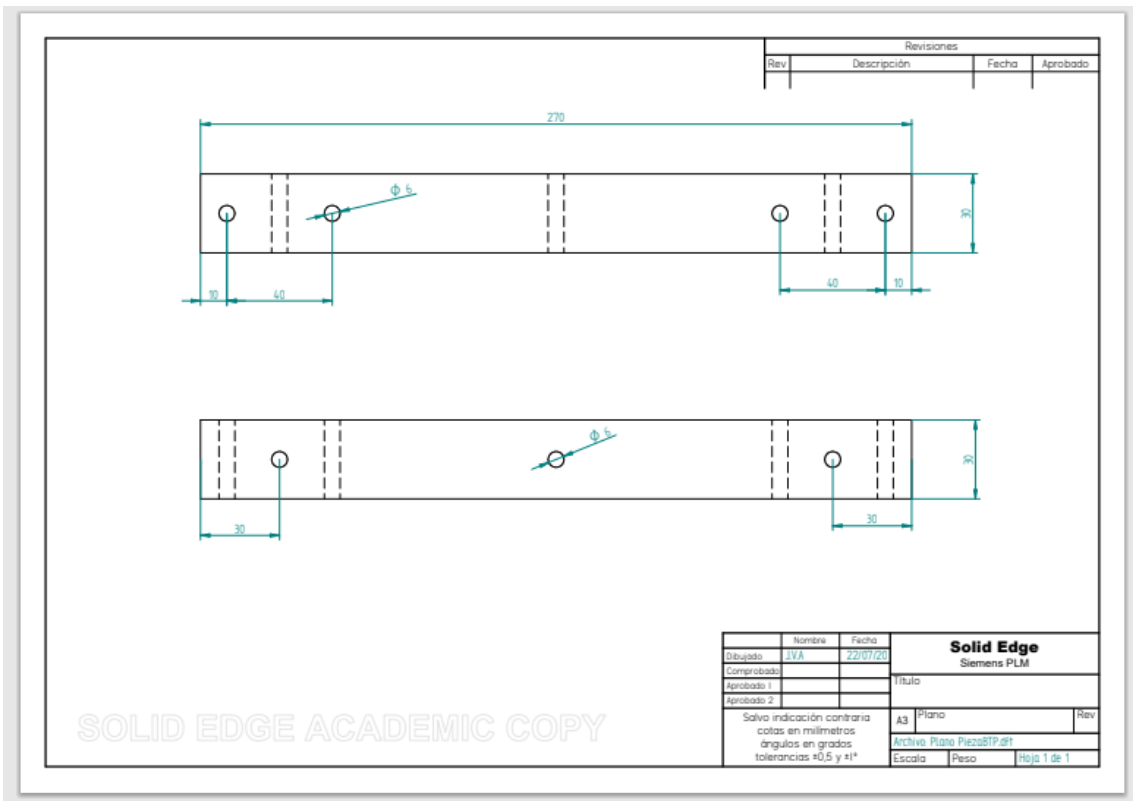 Revisiones
Rev Descripción Fecha Aprobado
270
ϕ 6
30
10 40 40 10
ϕ 6
30
30 30
Nombre Fecha
Dibujado J.V.A 22/07/20
Comprobado
Aprobado 1
Aprobado 2
Solid Edge
Siemens PLM
Título
Salvo indicación contraria
cotas en milímetros
ángulos en grados
tolerancias ±0,5 y ±1°
A3 Plano Rev
Archivo: Plano PiezaBTP.dft
Escala Peso Hoja 1 de 1
SOLID EDGE ACADEMIC COPY